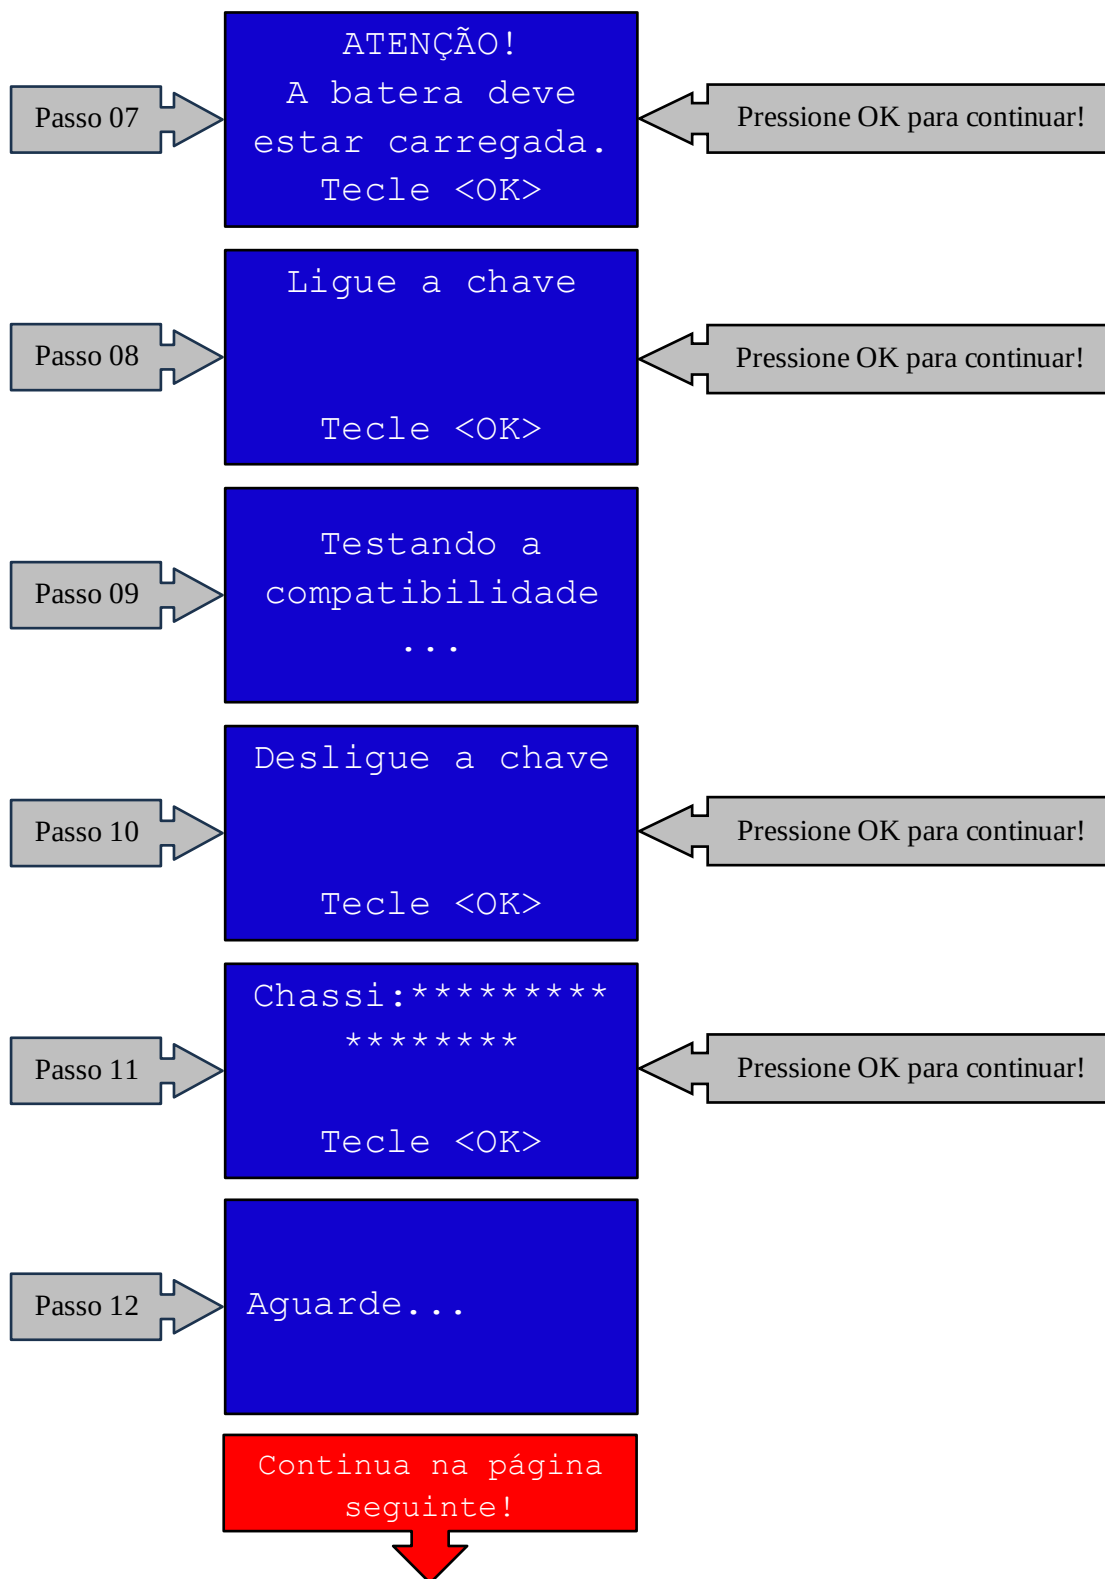 ATENÇÃO!
A batera deve
estar carregada.
Tecle <OK>
Passo 07
Pressione OK para continuar!
Ligue a chave
Tecle <OK>
Passo 08
Pressione OK para continuar!
Testando a
compatibilidade
...
Passo 09
Desligue a chave
Tecle <OK>
Passo 10
Pressione OK para continuar!
Chassi:*********
********
Tecle <OK>
Passo 11
Pressione OK para continuar!
Passo 12
Aguarde...
Continua na página
seguinte!